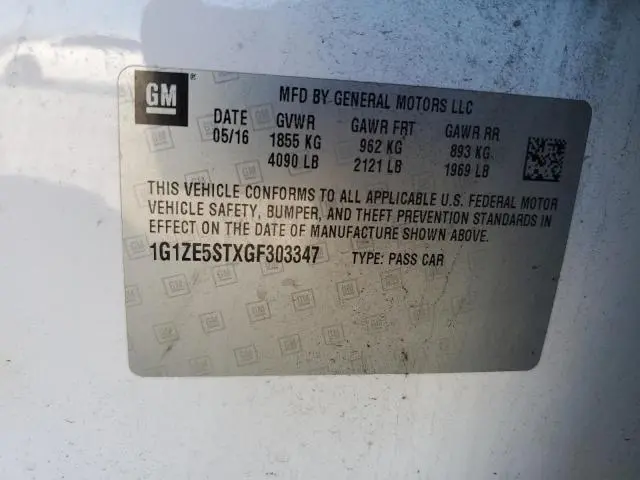 GM
MFD BY GENERAL MOTORS LLC
DATE GVWR GAWR FRT GAWR RR
05/16 1855 KG 962 KG 893 KG
4090 LB 2121 LB 1969 LB
THIS VEHICLE CONFORMS TO ALL APPLICABLE U.S. FEDERAL MOTOR
VEHICLE SAFETY, BUMPER, AND THEFT PREVENTION STANDARDS IN
EFFECT ON THE DATE OF MANUFACTURE SHOWN ABOVE.
1G1ZE5STXGF303347 TYPE: PASS CAR